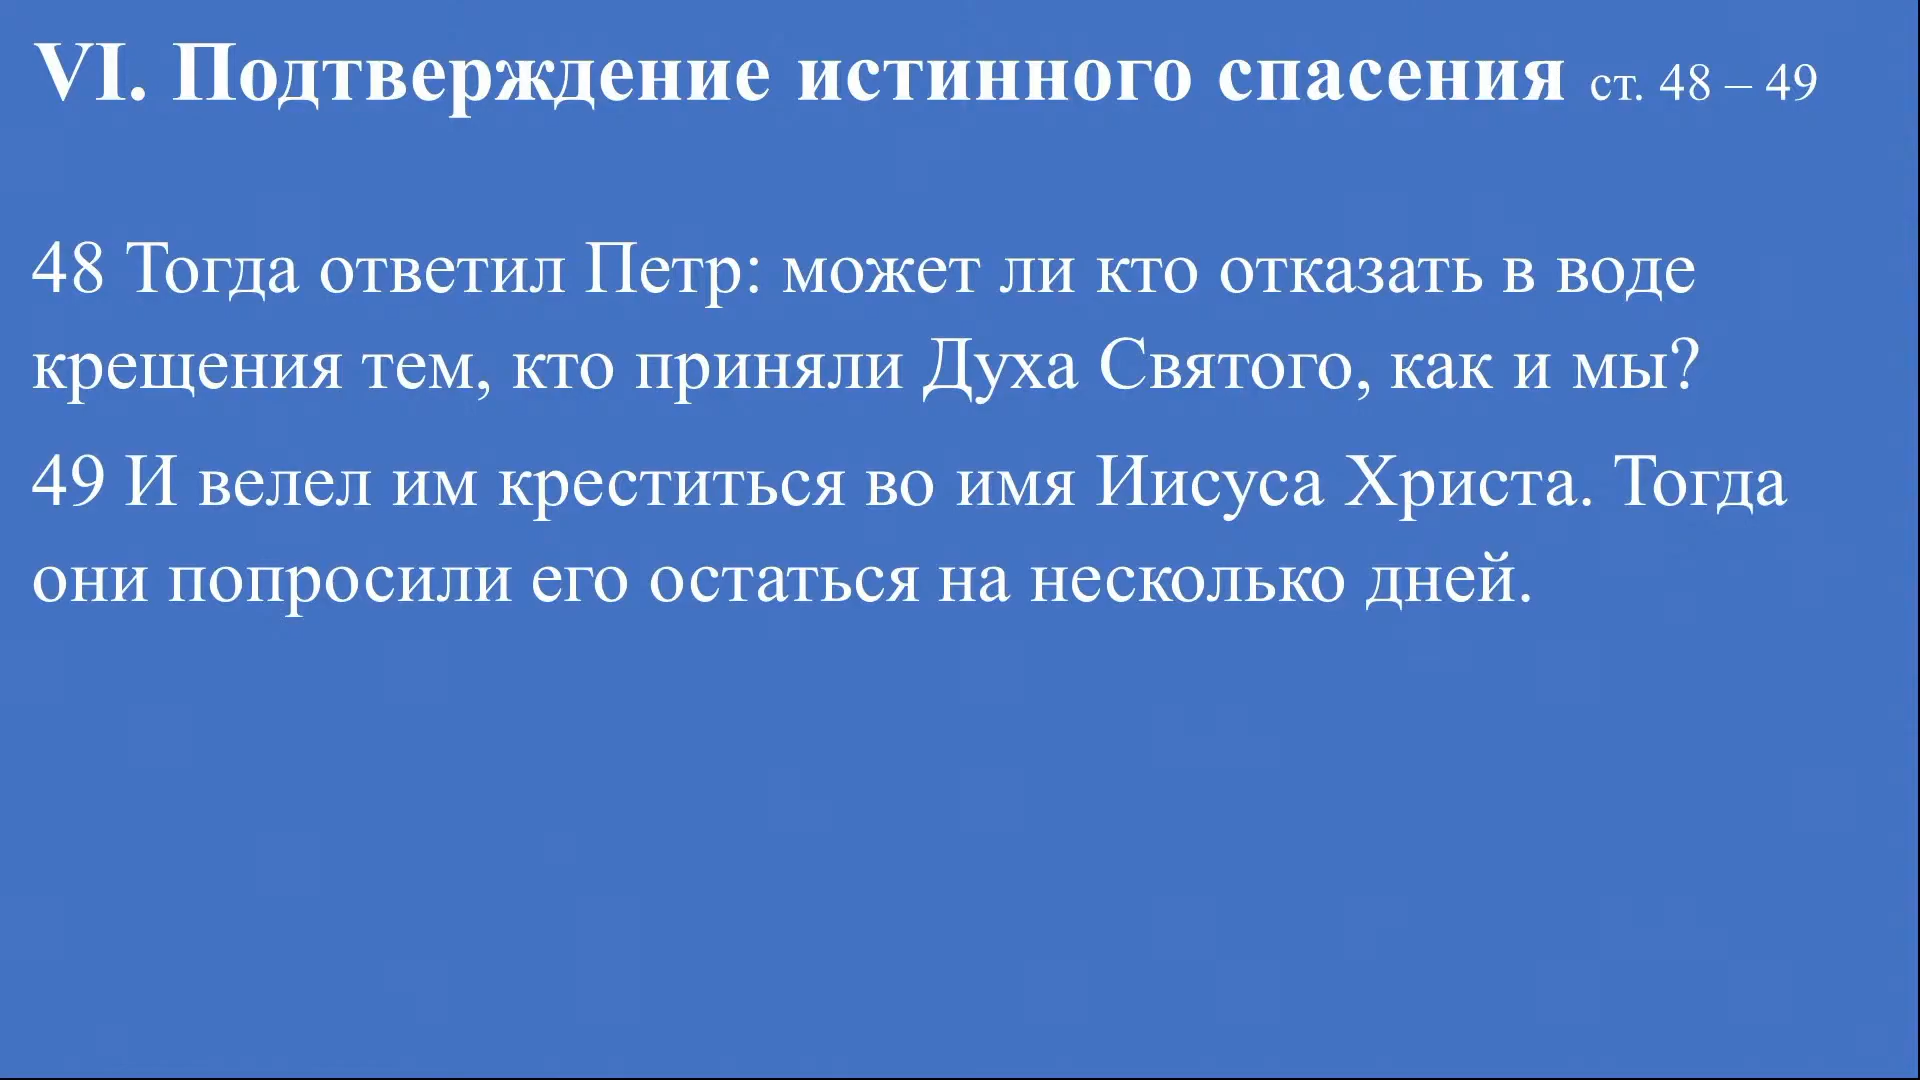 VI. Подтверждение истинного спасения ст. 48 – 49
48 Тогда ответил Петр: может ли кто отказать в воде
крещения тем, кто приняли Духа Святого, как и мы?
49 И велел им креститься во имя Иисуса Христа. Тогда
они попросили его остаться на несколько дней.